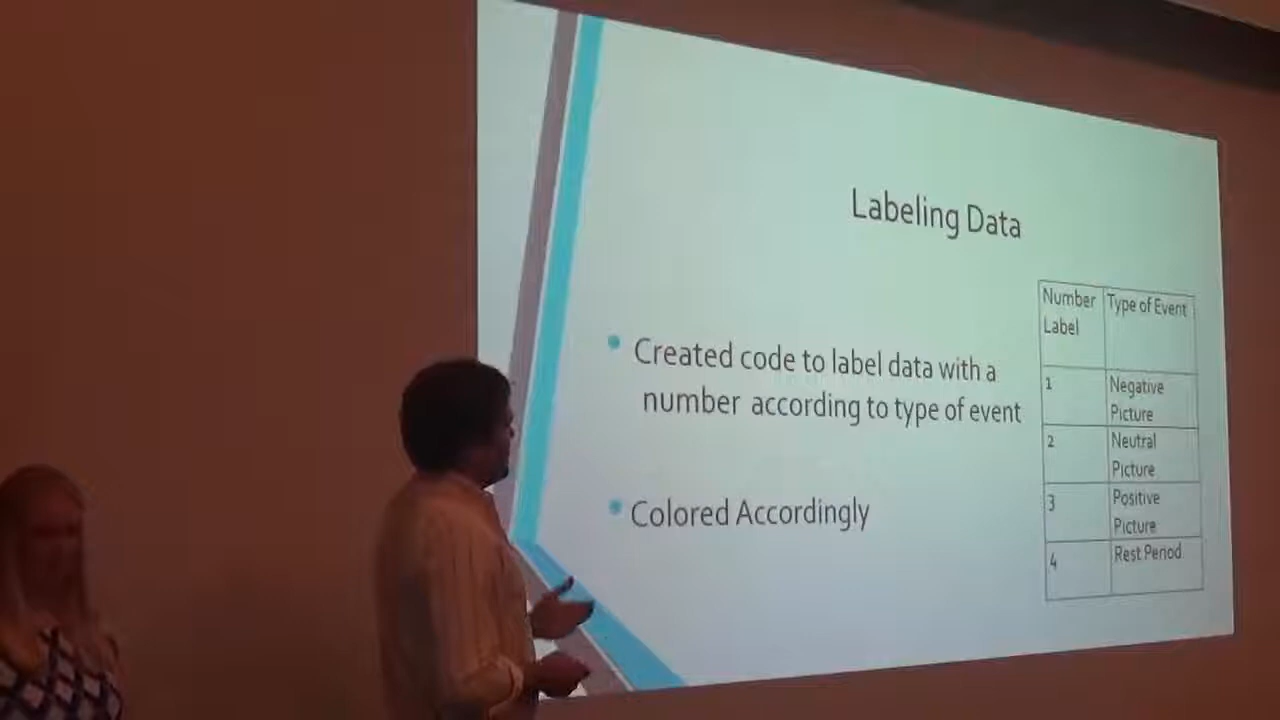 Labeling Data
Created code to label data with a
number according to type of event
Colored Accordingly
Number Type of Event
Label
1 Negative
Picture
2 Neutral
Picture
3 Positive
Picture
4 Rest Period